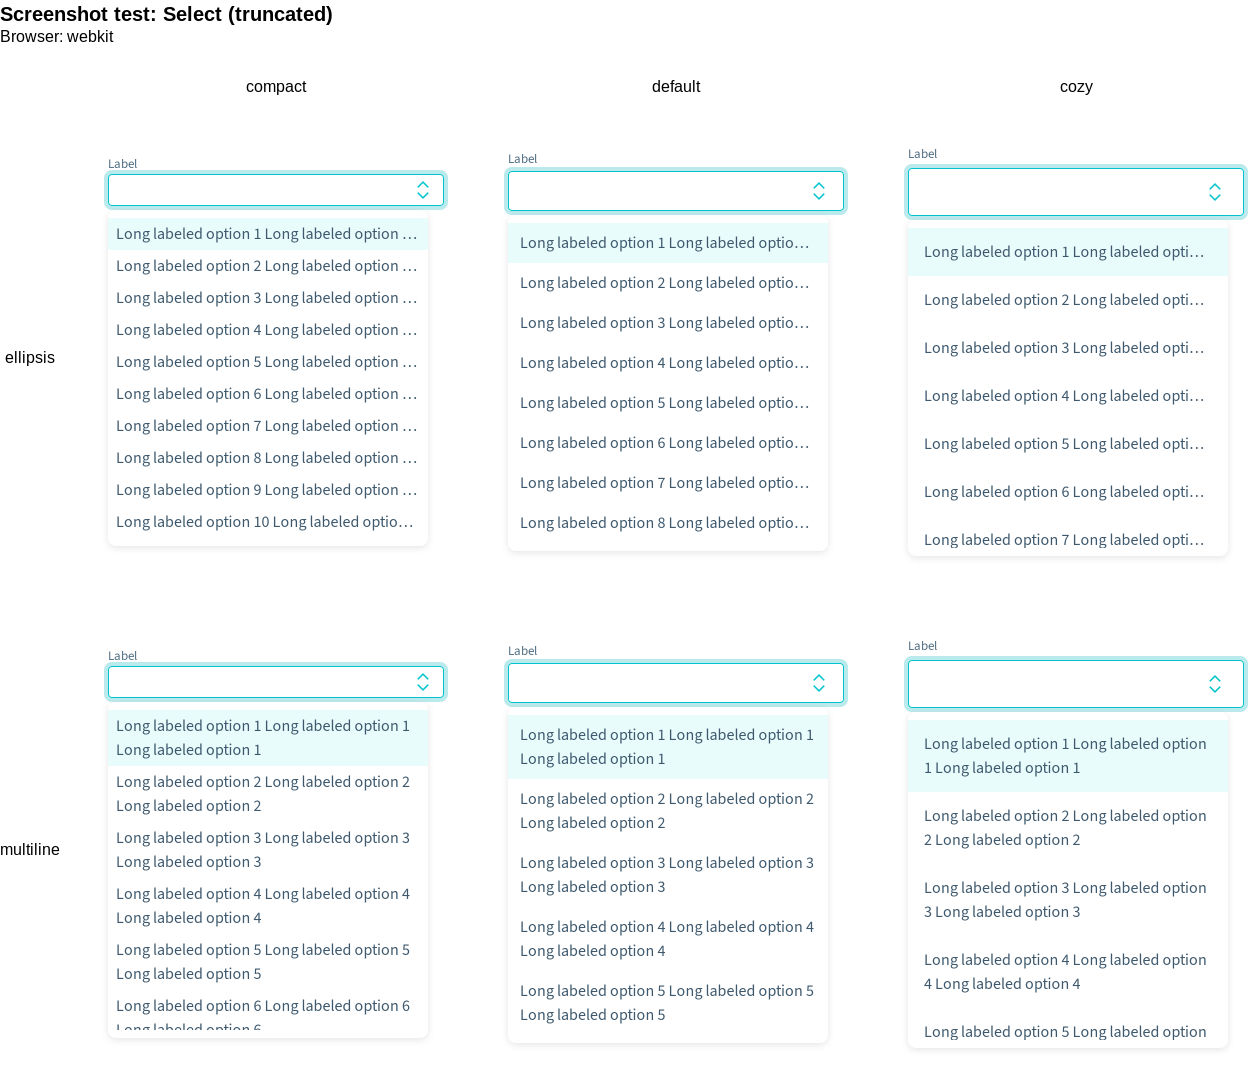 Screenshot test: Select (truncated)
Browser: webkit
compact
default
cozy
ellipsis
Label
Long labeled option 1 Long labeled option …
Long labeled option 2 Long labeled option …
Long labeled option 3 Long labeled option …
Long labeled option 4 Long labeled option …
Long labeled option 5 Long labeled option …
Long labeled option 6 Long labeled option …
Long labeled option 7 Long labeled option …
Long labeled option 8 Long labeled option …
Long labeled option 9 Long labeled option …
Long labeled option 10 Long labeled optio…
Label
Long labeled option 1 Long labeled optio…
Long labeled option 2 Long labeled optio…
Long labeled option 3 Long labeled optio…
Long labeled option 4 Long labeled optio…
Long labeled option 5 Long labeled optio…
Long labeled option 6 Long labeled optio…
Long labeled option 7 Long labeled optio…
Long labeled option 8 Long labeled optio…
Label
Long labeled option 1 Long labeled opti…
Long labeled option 2 Long labeled opti…
Long labeled option 3 Long labeled opti…
Long labeled option 4 Long labeled opti…
Long labeled option 5 Long labeled opti…
Long labeled option 6 Long labeled opti…
Long labeled option 7 Long labeled opti…
multiline
Label
Long labeled option 1 Long labeled option 1
Long labeled option 1
Long labeled option 2 Long labeled option 2
Long labeled option 2
Long labeled option 3 Long labeled option 3
Long labeled option 3
Long labeled option 4 Long labeled option 4
Long labeled option 4
Long labeled option 5 Long labeled option 5
Long labeled option 5
Long labeled option 6 Long labeled option 6
Long labeled option 6
Label
Long labeled option 1 Long labeled option 1
Long labeled option 1
Long labeled option 2 Long labeled option 2
Long labeled option 2
Long labeled option 3 Long labeled option 3
Long labeled option 3
Long labeled option 4 Long labeled option 4
Long labeled option 4
Long labeled option 5 Long labeled option 5
Long labeled option 5
Label
Long labeled option 1 Long labeled option
1 Long labeled option 1
Long labeled option 2 Long labeled option
2 Long labeled option 2
Long labeled option 3 Long labeled option
3 Long labeled option 3
Long labeled option 4 Long labeled option
4 Long labeled option 4
Long labeled option 5 Long labeled option